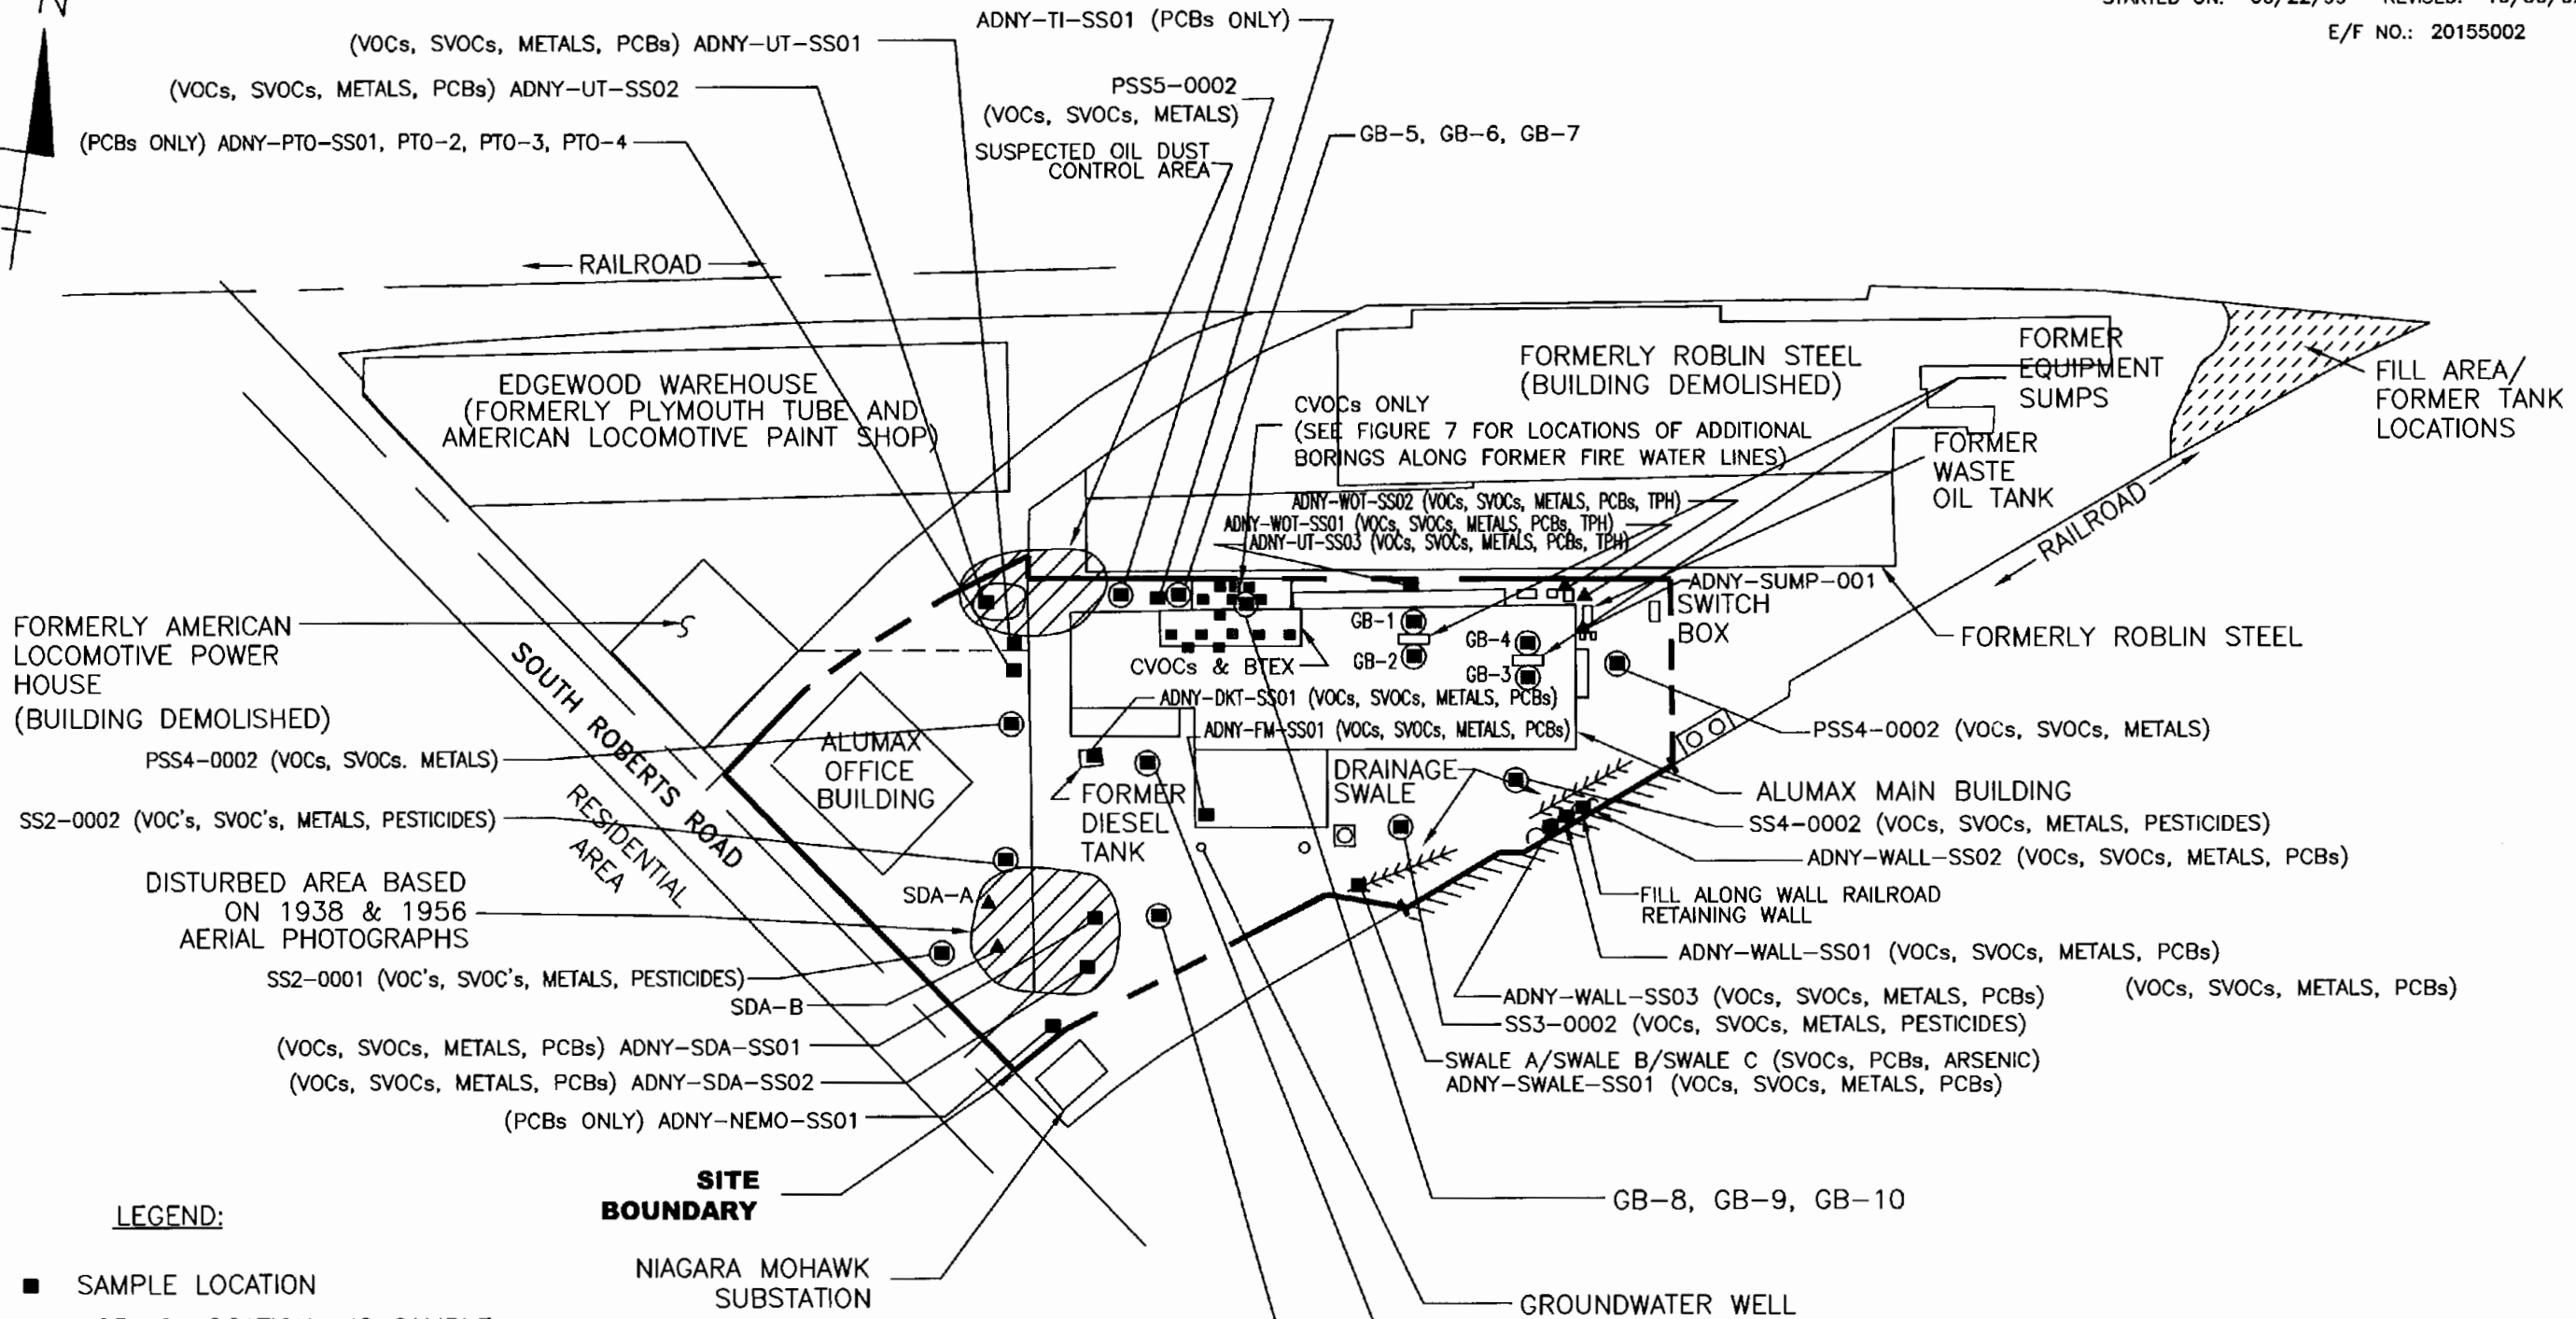 N
E/F NO.: 20155002
ADNY-TI-SS01 (PCBs ONLY)
(VOCs, SVOCs, METALS, PCBs) ADNY-UT-SS01
(VOCs, SVOCs, METALS, PCBs) ADNY-UT-SS02
(PCBs ONLY) ADNY-PTO-SS01, PTO-2, PTO-3, PTO-4
PSS5-0002
(VOCs, SVOCs, METALS)
SUSPECTED OIL DUST
CONTROL AREA
GB-5, GB-6, GB-7
RAILROAD
EDGEWOOD WAREHOUSE
(FORMERLY PLYMOUTH TUBE AND
AMERICAN LOCOMOTIVE PAINT SHOP)
FORMERLY ROBLIN STEEL
(BUILDING DEMOLISHED)
FORMER
EQUIPMENT
SUMPS
FILL AREA/
FORMER TANK
LOCATIONS
CVOCs ONLY
(SEE FIGURE 7 FOR LOCATIONS OF ADDITIONAL
BORINGS ALONG FORMER FIRE WATER LINES)
FORMER
WASTE
OIL TANK
ADNY-WOT-SS02 (VOCs, SVOCs, METALS, PCBs, TPH)
ADNY-WOT-SS01 (VOCs, SVOCs, METALS, PCBs, TPH)
ADNY-UT-SS03 (VOCs, SVOCs, METALS, PCBs, TPH)
RAILROAD
ADNY-SUMP-001
SWITCH
BOX
FORMERLY ROBLIN STEEL
FORMERLY AMERICAN
LOCOMOTIVE POWER
HOUSE
(BUILDING DEMOLISHED)
GB-1
GB-2
GB-4
GB-3
CVOCs & BTEX
ADNY-DKT-SS01 (VOCs, SVOCs, METALS, PCBs)
ADNY-FM-SS01 (VOCs, SVOCs, METALS, PCBs)
PSS4-0002 (VOCs, SVOCs, METALS)
PSS4-0002 (VOCs, SVOCs. METALS)
SOUTH ROBERTS ROAD
RESIDENTIAL
AREA
ALUMAX
OFFICE
BUILDING
FORMER
DIESEL
TANK
DRAINAGE
SWALE
ALUMAX MAIN BUILDING
SS4-0002 (VOCs, SVOCs, METALS, PESTICIDES)
ADNY-WALL-SS02 (VOCs, SVOCs, METALS, PCBs)
SS2-0002 (VOC's, SVOC's, METALS, PESTICIDES)
DISTURBED AREA BASED
ON 1938 & 1956
AERIAL PHOTOGRAPHS
SDA-A
FILL ALONG WALL RAILROAD
RETAINING WALL
ADNY-WALL-SS01 (VOCs, SVOCs, METALS, PCBs)
(VOCs, SVOCs, METALS, PCBs)
SS2-0001 (VOC's, SVOC's, METALS, PESTICIDES)
SDA-B
ADNY-WALL-SS03 (VOCs, SVOCs, METALS, PCBs)
SS3-0002 (VOCs, SVOCs, METALS, PESTICIDES)
(VOCs, SVOCs, METALS, PCBs) ADNY-SDA-SS01
(VOCs, SVOCs, METALS, PCBs) ADNY-SDA-SS02
(PCBs ONLY) ADNY-NEMO-SS01
SWALE A/SWALE B/SWALE C (SVOCs, PCBs, ARSENIC)
ADNY-SWALE-SS01 (VOCs, SVOCs, METALS, PCBs)
SITE
BOUNDARY
GB-8, GB-9, GB-10
NIAGARA MOHAWK
SUBSTATION
GROUNDWATER WELL
LEGEND:
SAMPLE LOCATION